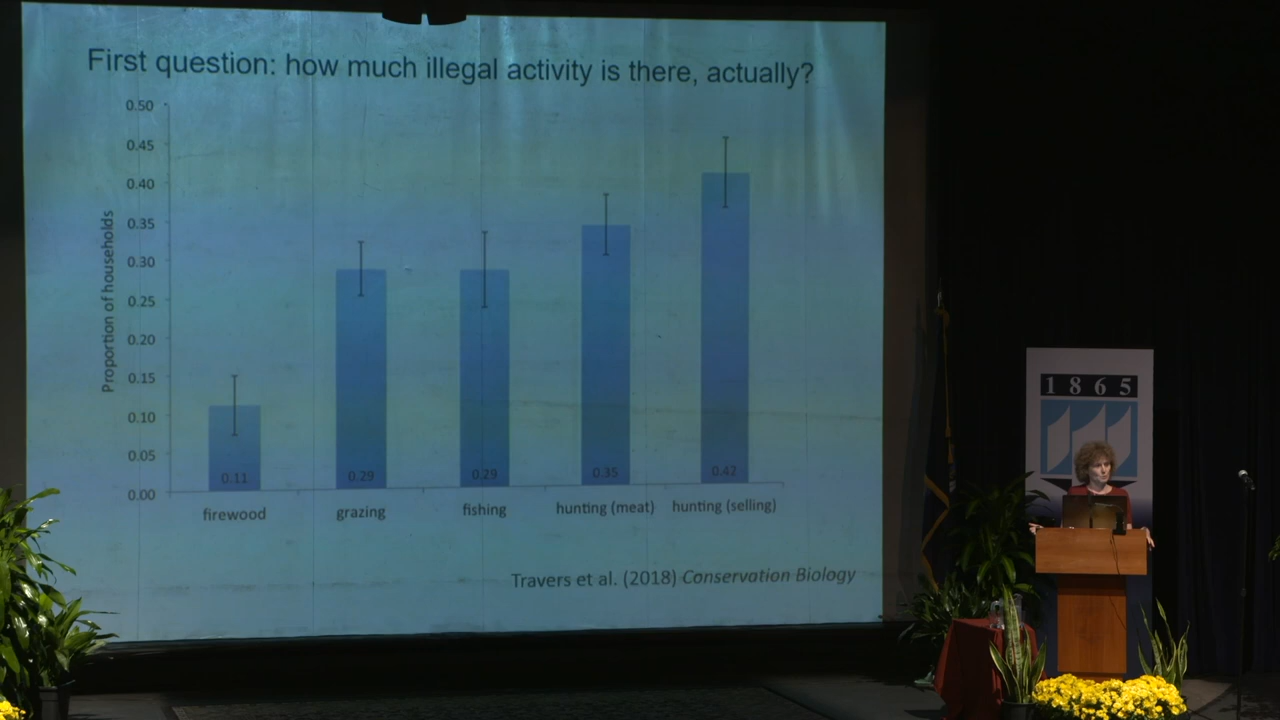 First question: how much illegal activity is there, actually?
0.50
0.45
0.40
0.35
0.30
0.25
0.20
0.15
0.10
0.05
0.00
Proportion of households
0.11
0.29
0.29
0.35
0.42
firewood
grazing
fishing
hunting (meat)
hunting (selling)
Travers et al. (2018) Conservation Biology
1865